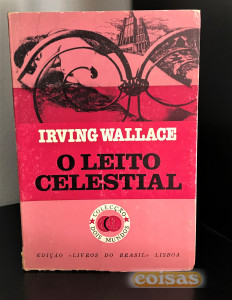 IRVING WALLACE
O LEITO
CELESTIAL
COLECÇÃO
DOIS MUNDOS
EDIÇÃO «LIVROS DO BRASIL» LISBOA
coisas